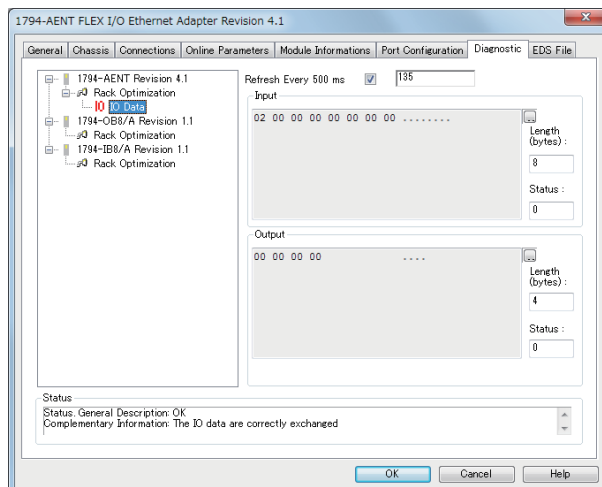 1794-AENT FLEX I/O Ethernet Adapter Revision 4.1
General Chassis Connections Online Parameters Module Informations Port Configuration Diagnostic EDS File
1794-AENT Revision 4.1
Rack Optimization
IO IO Data
1794-OB8/A Revision 1.1
Rack Optimization
1794-IB8/A Revision 1.1
Rack Optimization
Refresh Every 500 ms 135
Input
02 00 00 00 00 00 00 00 ........
...
Length
(bytes) :
8
Status :
0
Output
00 00 00 00 ....
...
Length
(bytes) :
4
Status :
0
Status
Status. General Description: OK
Complementary Information: The IO data are correctly exchanged
OK Cancel Help